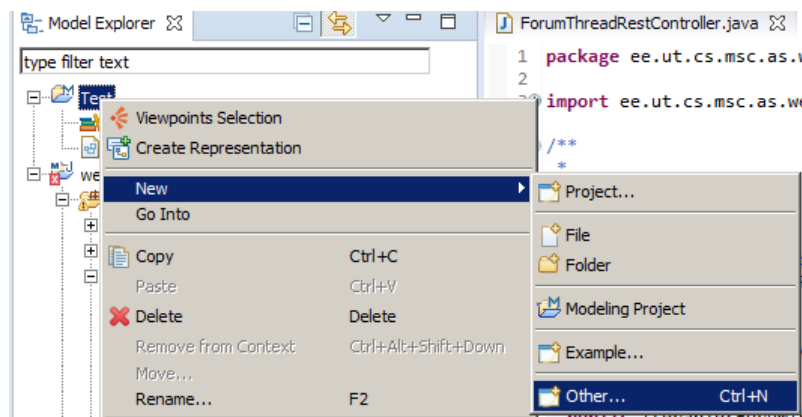 Model Explorer
type filter text
Test
we
Viewpoints Selection
Create Representation
New
Go Into
Copy Ctrl+C
Paste Ctrl+V
Delete Delete
Remove from Context Ctrl+Alt+Shift+Down
Move...
Rename... F2
Project...
File
Folder
Modeling Project
Example...
Other... Ctrl+N
ForumThreadRestController.java
1 package ee.ut.cs.msc.as.w
2
import ee.ut.cs.msc.as.we
/**
*